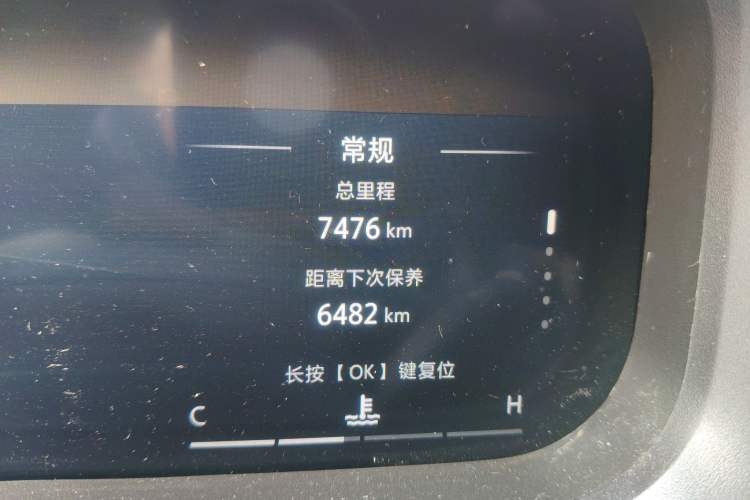 常规
总里程
7476 km
距离下次保养
6482 km
长按【OK】键复位
C H